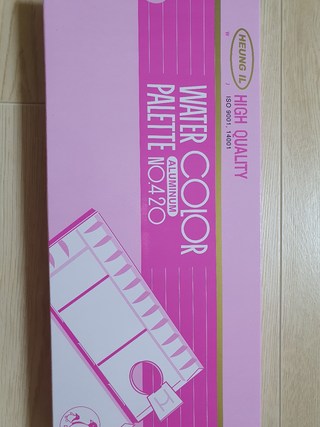 HEUNG IL
HIGH QUALITY
ISO 9001, 14001
WATER COLOR
PALETTE ALUMINUM NO.420